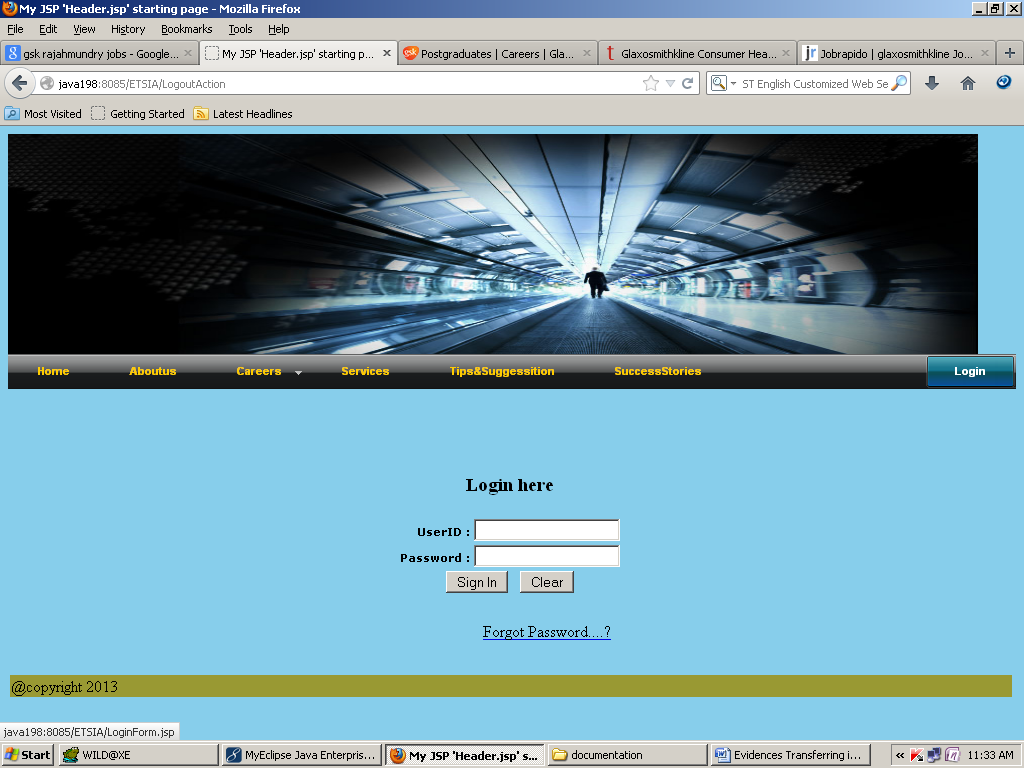 My JSP 'Header.jsp' starting page - Mozilla Firefox
File Edit View History Bookmarks Tools Help
gsk rajahmundry jobs - Google... My JSP 'Header.jsp' starting p... Postgraduates | Careers | Gla... Glaxosmithkline Consumer Hea... Jobrapido | glaxosmithkline Jo...
java198:8085/ETSIA/LogoutAction ST English Customized Web Se
Most Visited Getting Started Latest Headlines
Home Aboutus Careers Services Tips&Suggessition SuccessStories Login
Login here
UserID :
Password :
Sign In Clear
Forgot Password....?
@copyright 2013
java198:8085/ETSIA/LoginForm.jsp
Start WILD@XE MyEclipse Java Enterpris... My JSP 'Header.jsp' s... documentation Evidences Transferring i... « 11:33 AM